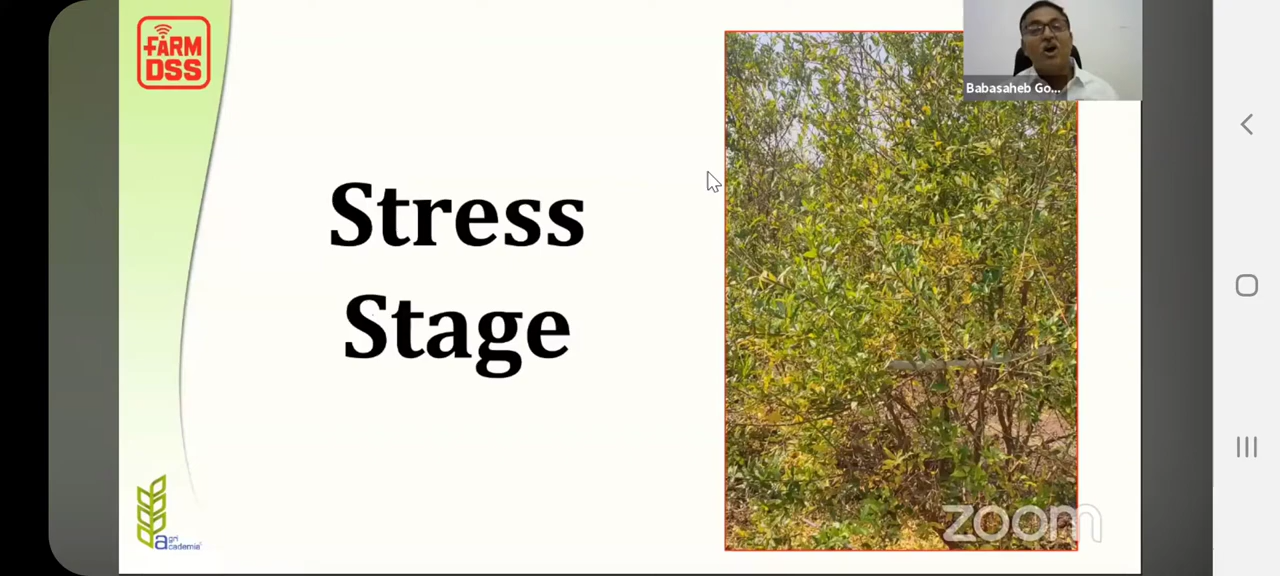 FARM
DSS
Babasaheb Go...
Stress
Stage
agri
academia
zoom